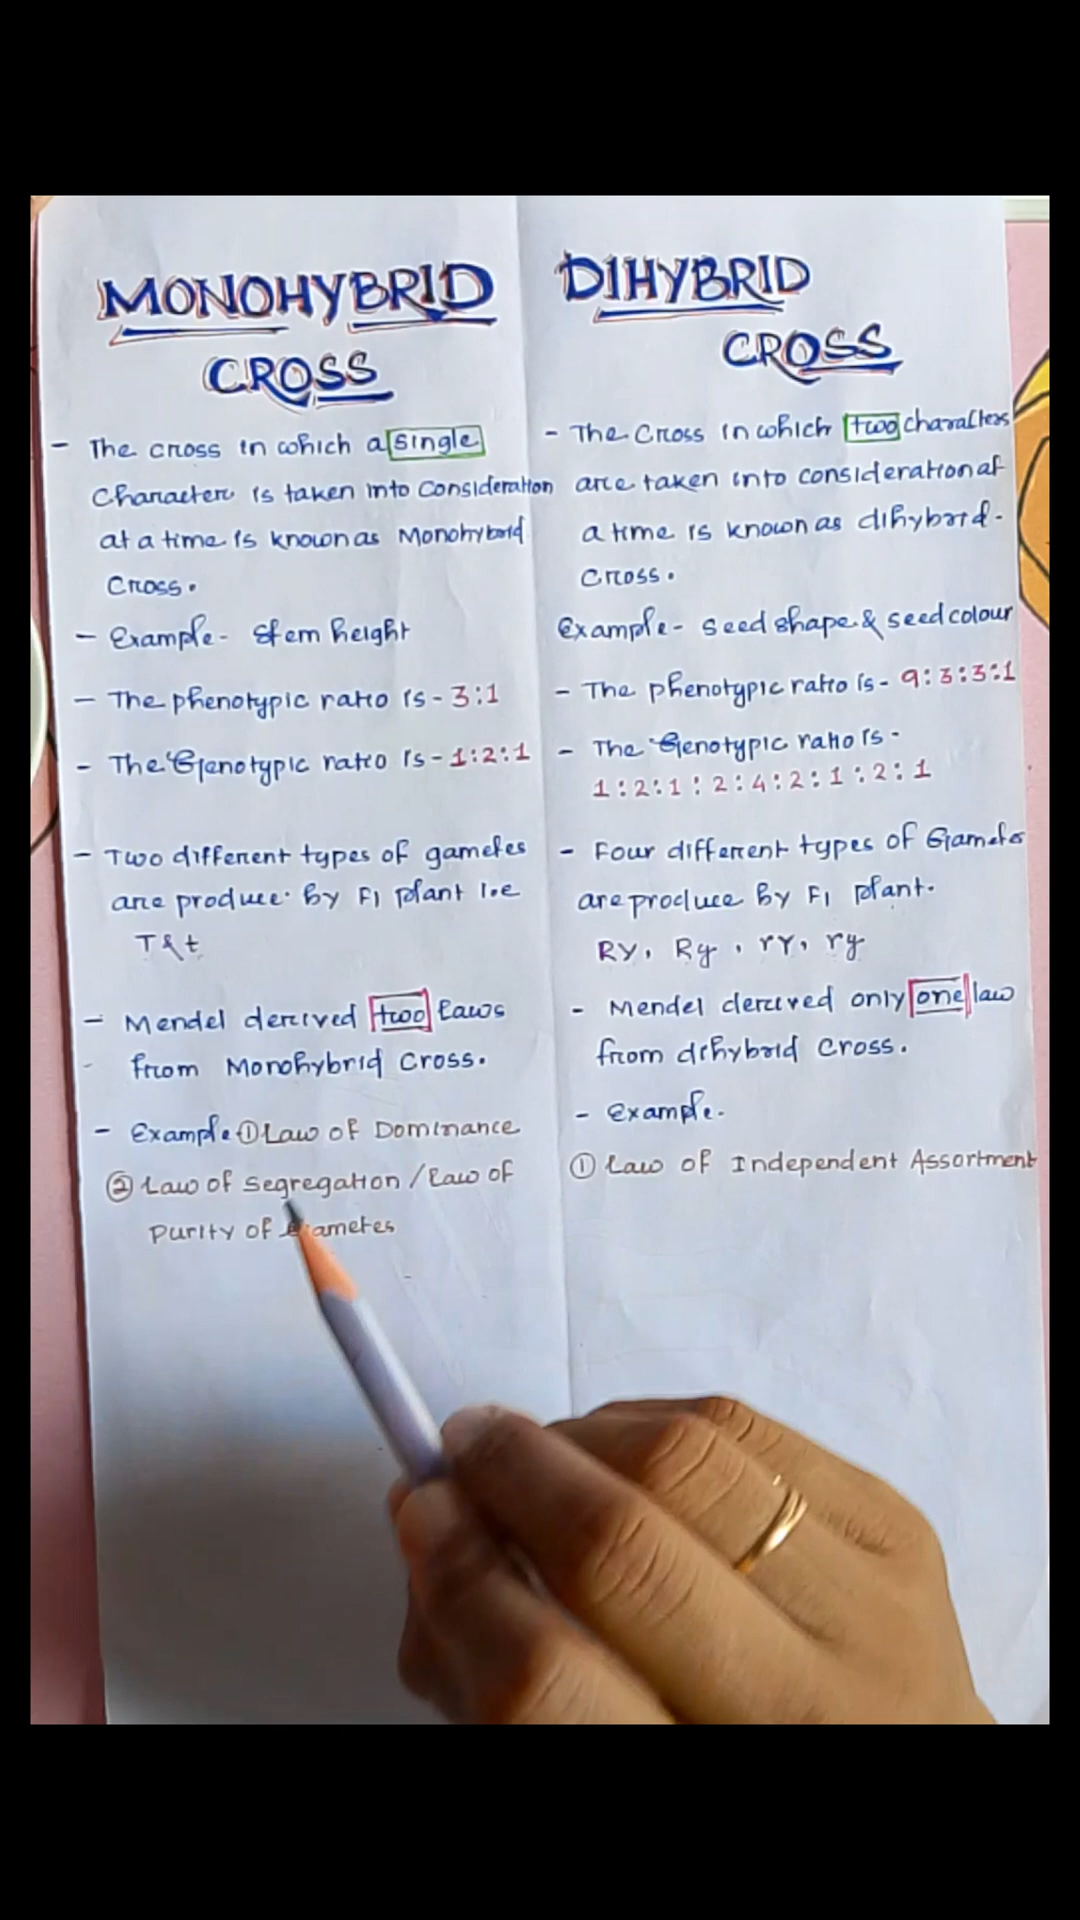 MONOHYBRID
CROSS
- The cross in which a single
character is taken into consideration
at a time is known as Monohybrid
Cross.
- Example - stem height
- The phenotypic ratio is - 3:1
- The Genotypic ratio is - 1:2:1
- Two different types of gametes
are produce by F1 plant i.e
T & t
- Mendel derived two laws
- from Monohybrid Cross.
- Example ① Law of Dominance
② Law of Segregation / Law of
Purity of Gametes
DIHYBRID
CROSS
- The Cross in which two characters
are taken into consideration at
a time is known as dihybrid -
Cross.
Example - seed shape & seed colour
- The phenotypic ratio is - 9:3:3:1
- The Genotypic ratio is -
1:2:1:2:4:2:1:2:1
- Four different types of Gametes
are produce by F1 plant.
RY, Ry, rY, ry
- Mendel derived only one law
from dihybrid Cross.
- Example -
① Law of Independent Assortment